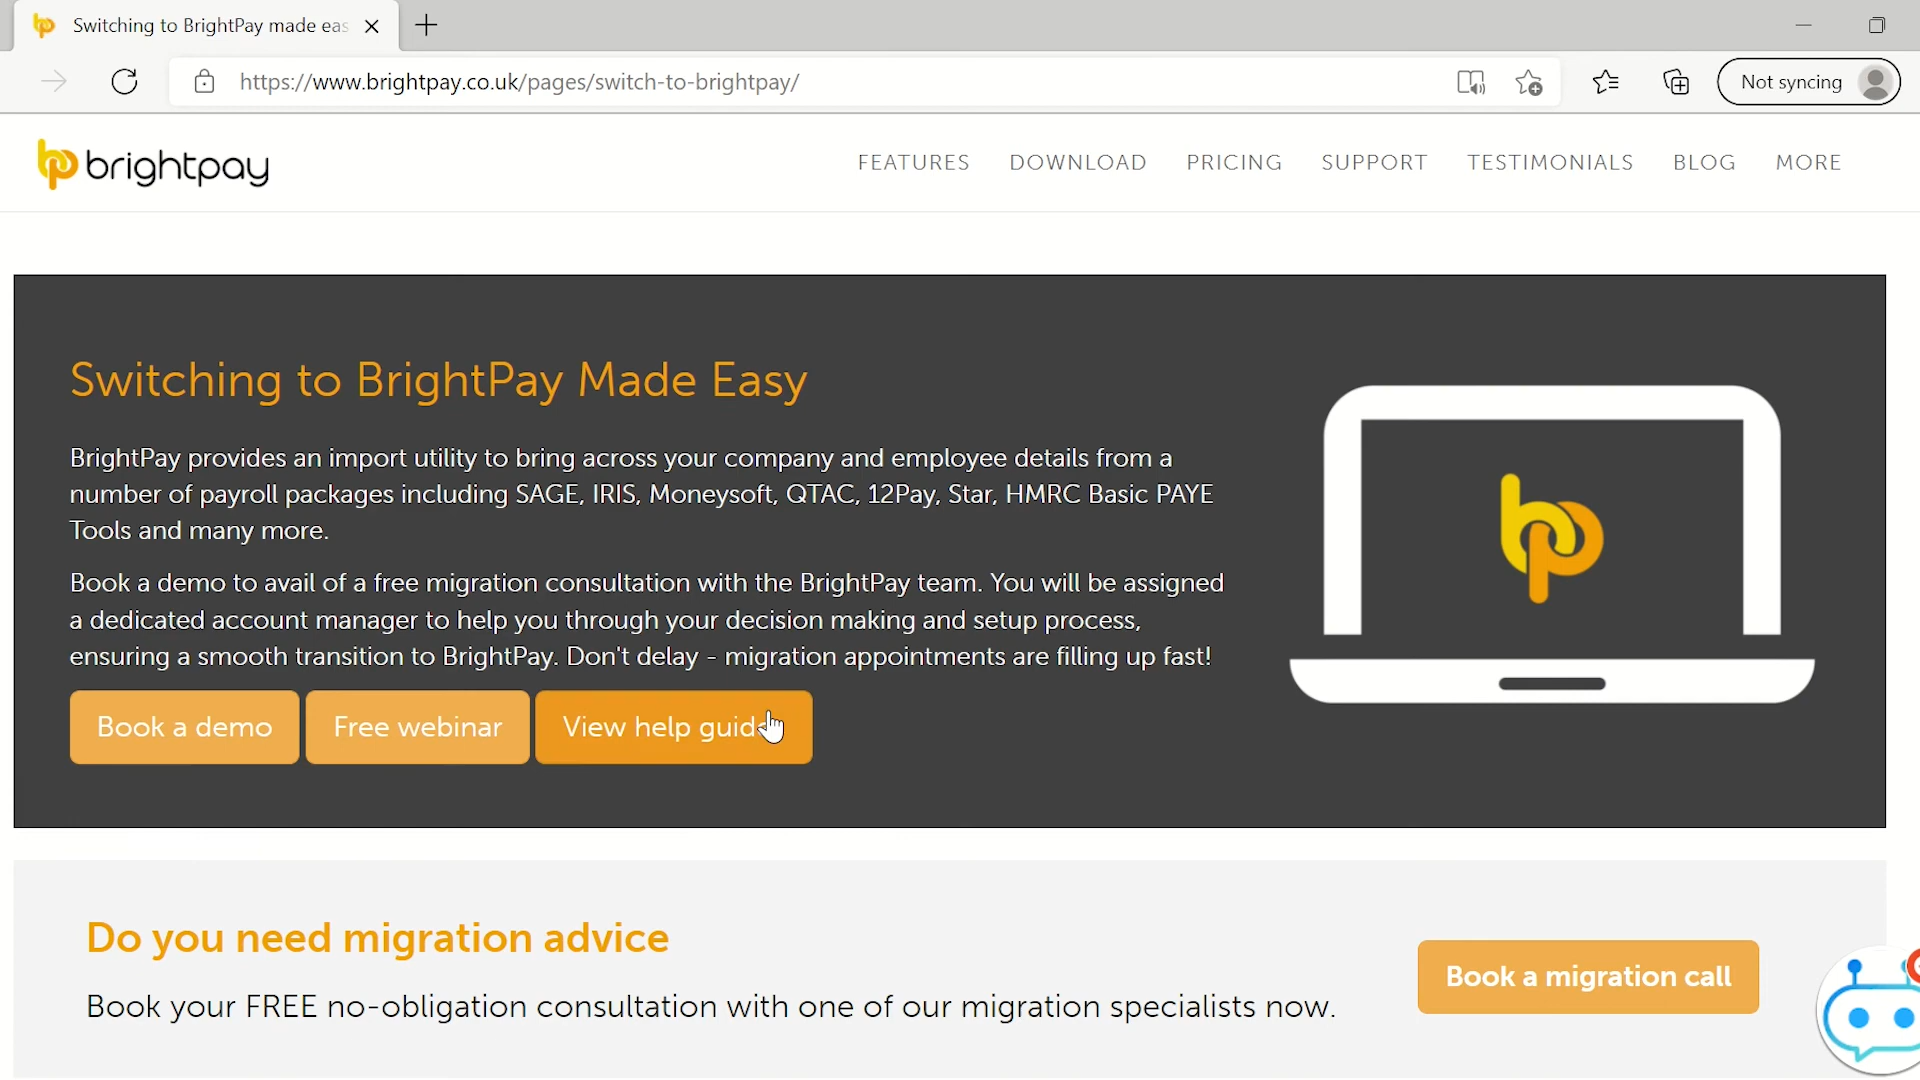 Switching to BrightPay made eas
https://www.brightpay.co.uk/pages/switch-to-brightpay/
Not syncing
brightpay
FEATURES DOWNLOAD PRICING SUPPORT TESTIMONIALS BLOG MORE
Switching to BrightPay Made Easy
BrightPay provides an import utility to bring across your company and employee details from a
number of payroll packages including SAGE, IRIS, Moneysoft, QTAC, 12Pay, Star, HMRC Basic PAYE
Tools and many more.
Book a demo to avail of a free migration consultation with the BrightPay team. You will be assigned
a dedicated account manager to help you through your decision making and setup process,
ensuring a smooth transition to BrightPay. Don't delay - migration appointments are filling up fast!
Book a demo Free webinar View help guid
Do you need migration advice
Book your FREE no-obligation consultation with one of our migration specialists now.
Book a migration call